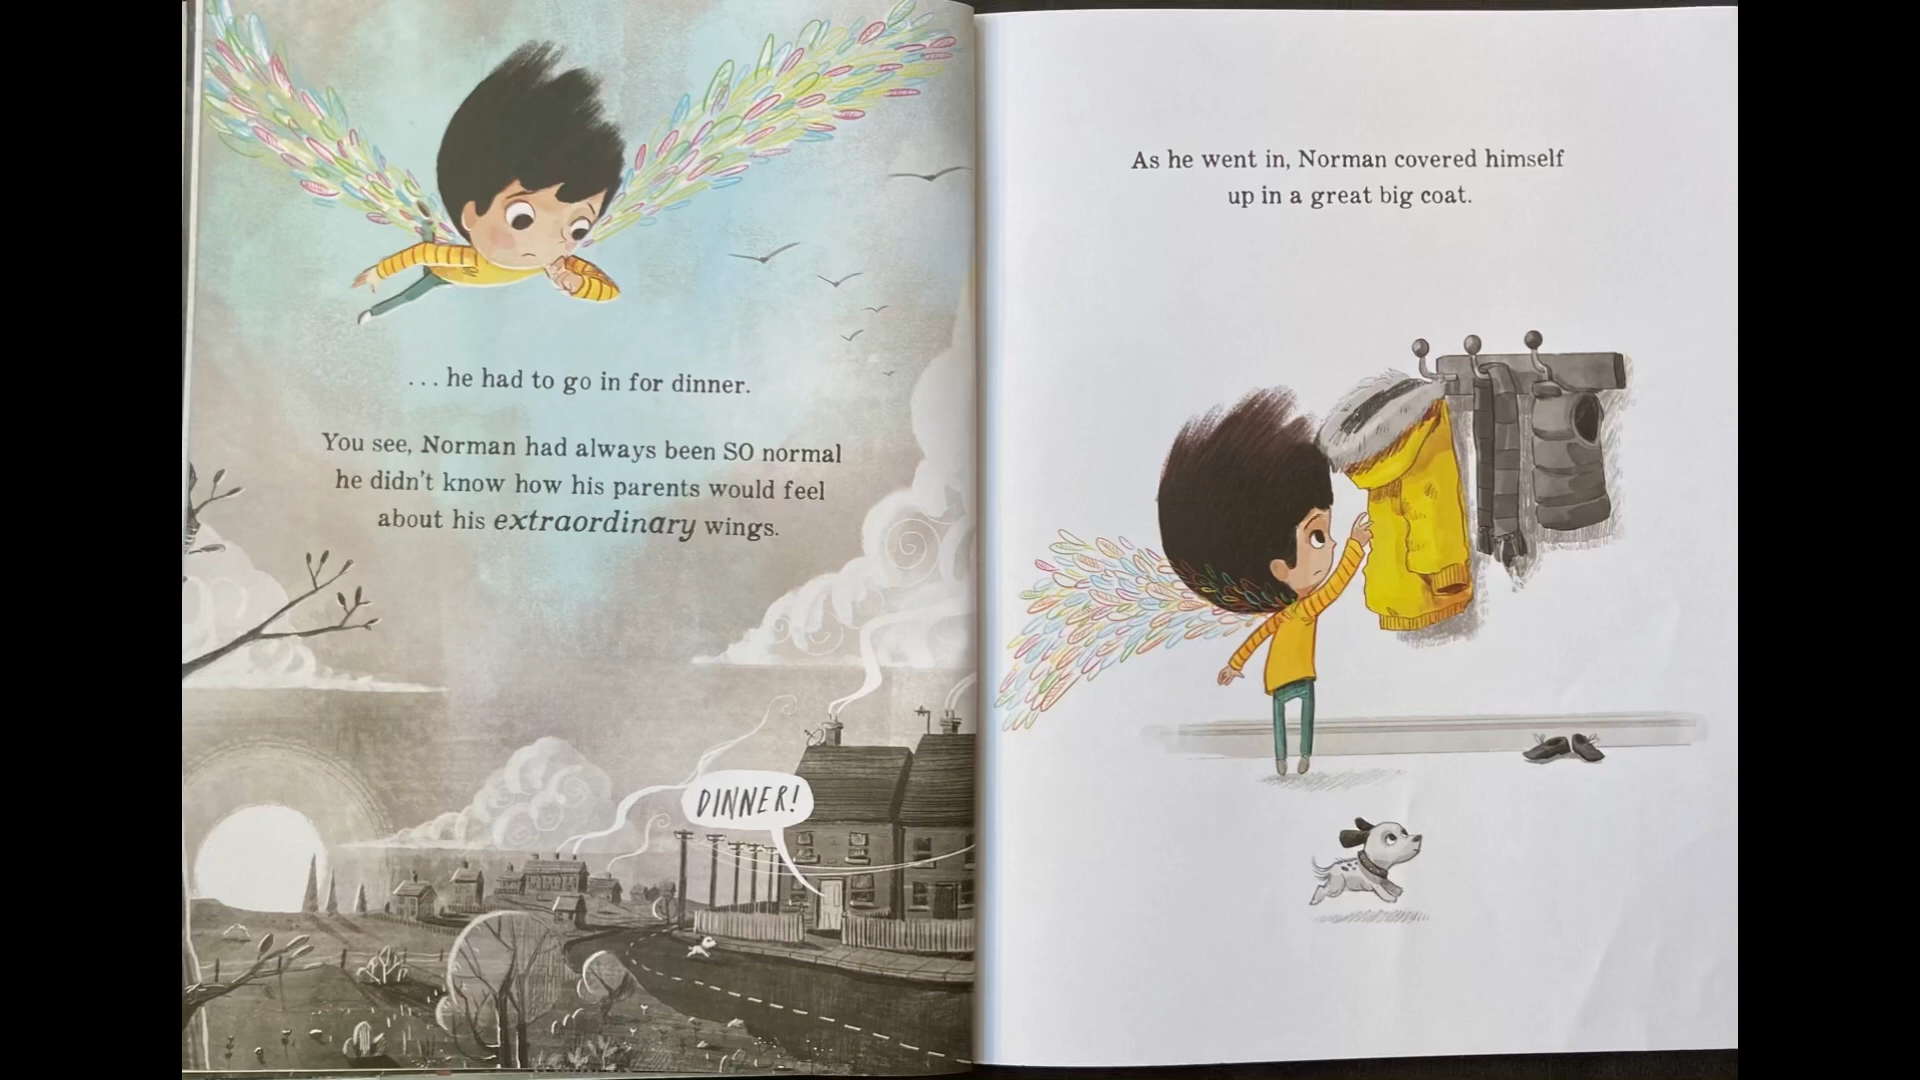 ... he had to go in for dinner.
You see, Norman had always been SO normal
he didn't know how his parents would feel
about his extraordinary wings.
DINNER!
As he went in, Norman covered himself
up in a great big coat.